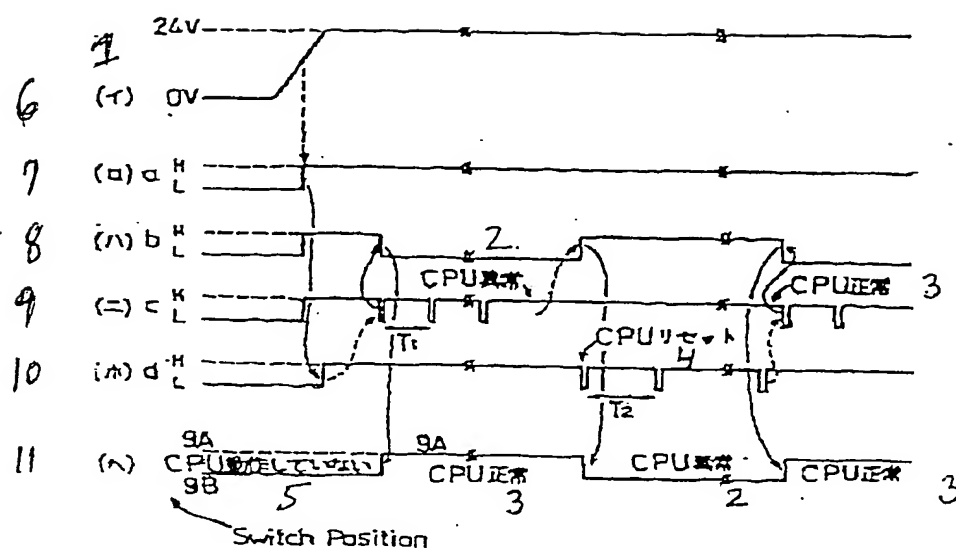 1 24V
6 (イ) 0V
7 (ロ) a H
L
8 (ハ) b H
L
2.
CPU異常
9 (ニ) c H
L
CPU正常 3
T1
CPUリセット
4
10 (ホ) d H
L
T2
9A
9A
11 (ヘ) CPU動作していない
CPU正常
CPU異常
CPU正常 3
9B
5
3
2
Switch Position